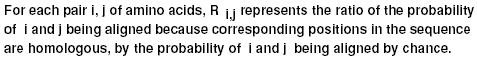 For each pair i, j of amino acids, R i,j represents the ratio of the probability
of i and j being aligned because corresponding positions in the sequence
are homologous, by the probability of i and j being aligned by chance.